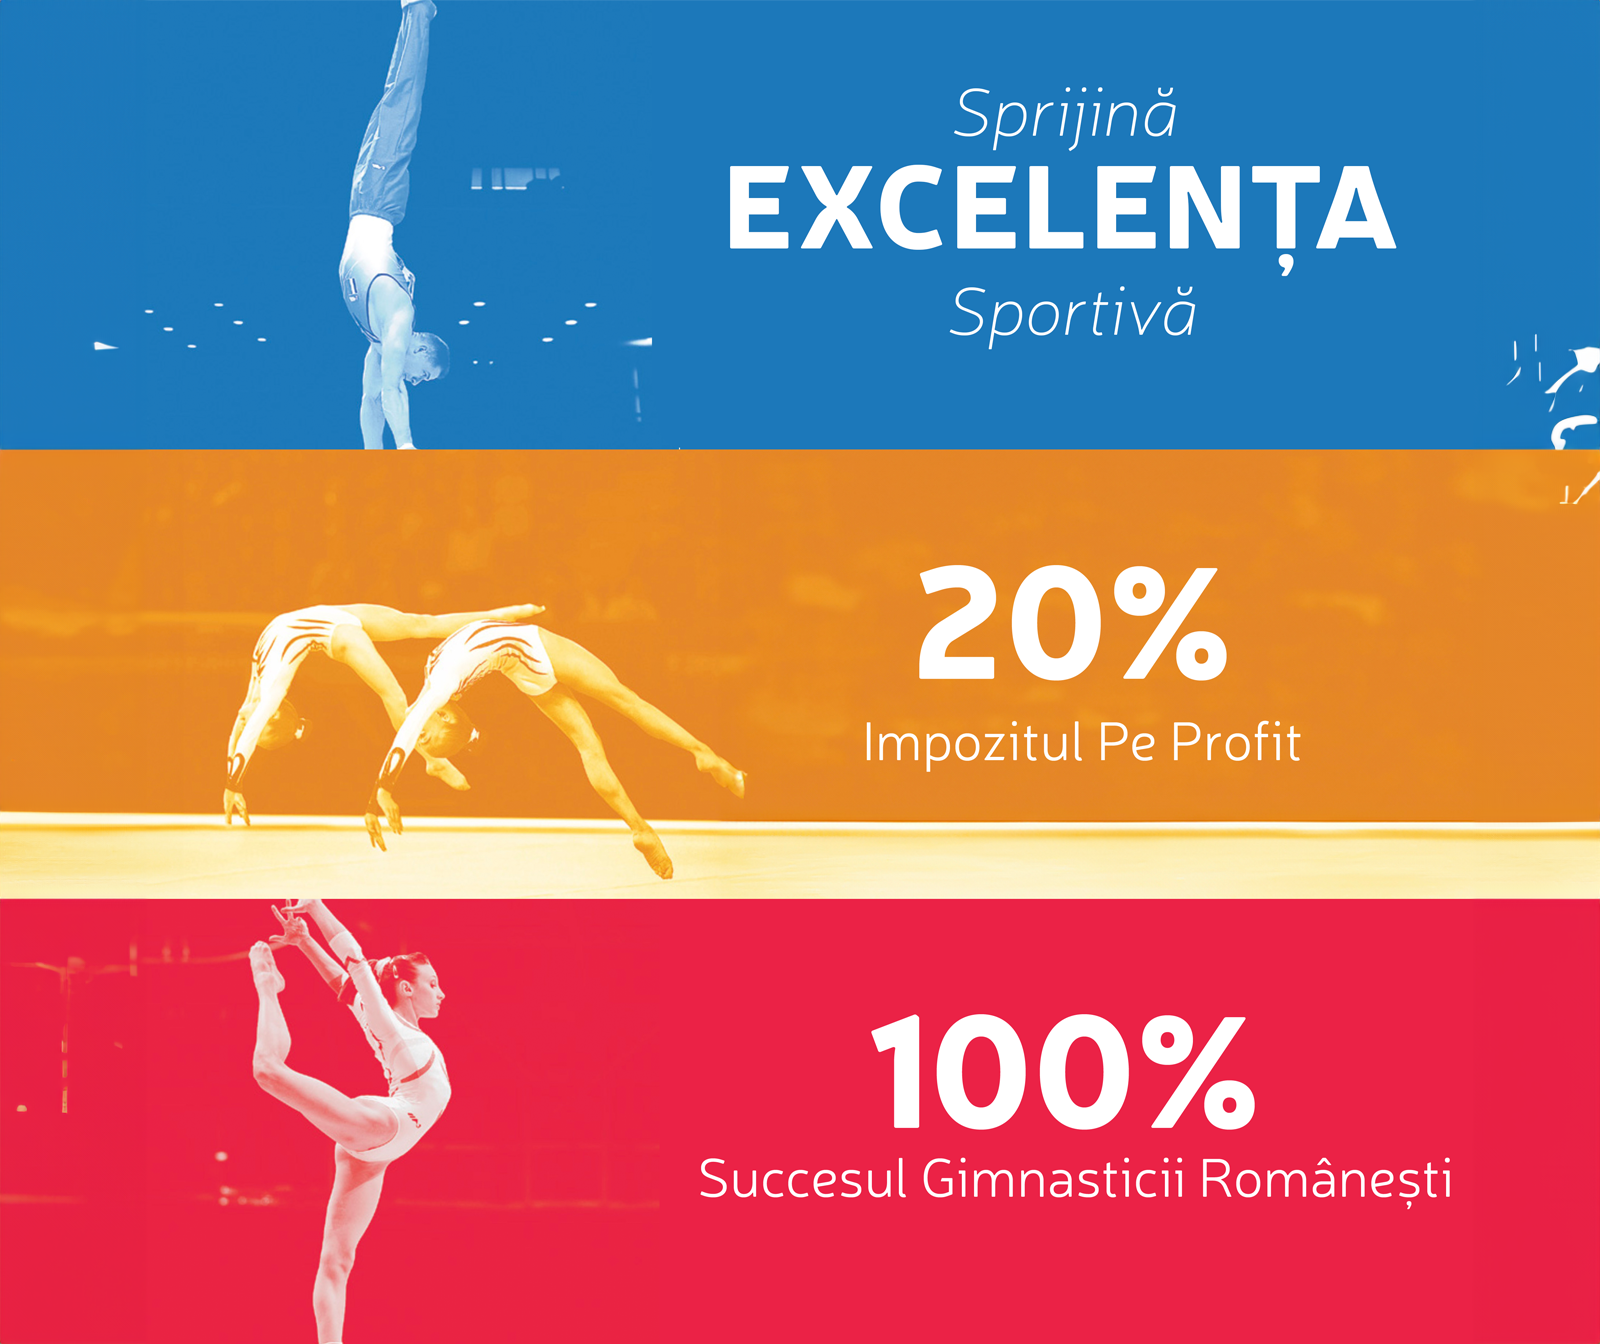 Sprijină
EXCELENȚA
Sportivă
20%
Impozitul Pe Profit
100%
Succesul Gimnasticii Românești